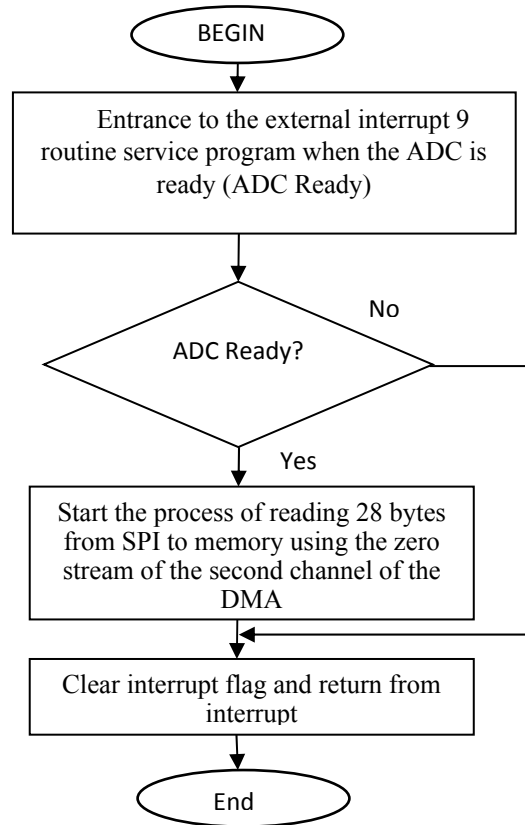 BEGIN
Entrance to the external interrupt 9
routine service program when the ADC is
ready (ADC Ready)
No
ADC Ready?
Yes
Start the process of reading 28 bytes
from SPI to memory using the zero
stream of the second channel of the
DMA
Clear interrupt flag and return from
interrupt
End